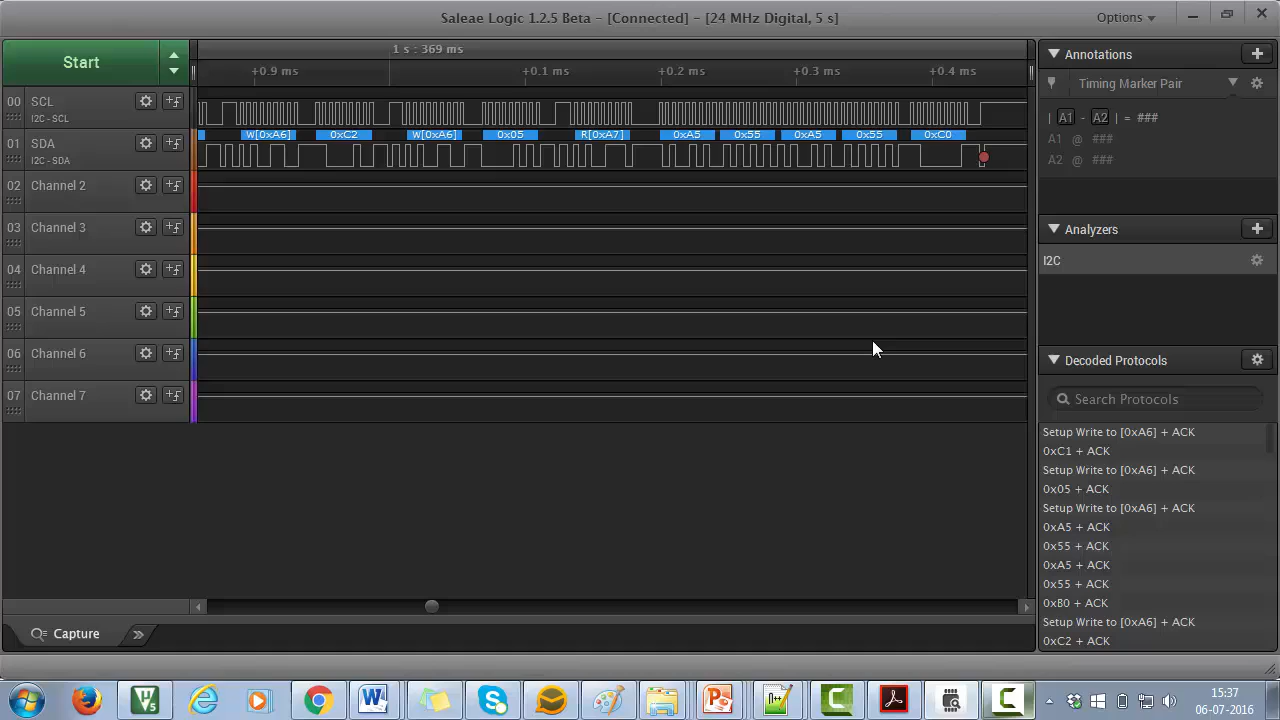 Saleae Logic 1.2.5 Beta - [Connected] - [24 MHz Digital, 5 s]
Options
Start
1 s : 369 ms
+0.9 ms
+0.1 ms
+0.2 ms
+0.3 ms
+0.4 ms
00 SCL
I2C - SCL
W[0xA6]
0xC2
W[0xA6]
0x05
R[0xA7]
0xA5
0x55
0xA5
0x55
0xC0
01 SDA
I2C - SDA
02 Channel 2
03 Channel 3
04 Channel 4
05 Channel 5
06 Channel 6
07 Channel 7
Capture
Annotations
Timing Marker Pair
| A1 - A2 | = ###
A1 @ ###
A2 @ ###
Analyzers
I2C
Decoded Protocols
Search Protocols
Setup Write to [0xA6] + ACK
0xC1 + ACK
Setup Write to [0xA6] + ACK
0x05 + ACK
Setup Write to [0xA6] + ACK
0xA5 + ACK
0x55 + ACK
0xA5 + ACK
0x55 + ACK
0xB0 + ACK
Setup Write to [0xA6] + ACK
0xC2 + ACK
15:37
06-07-2016